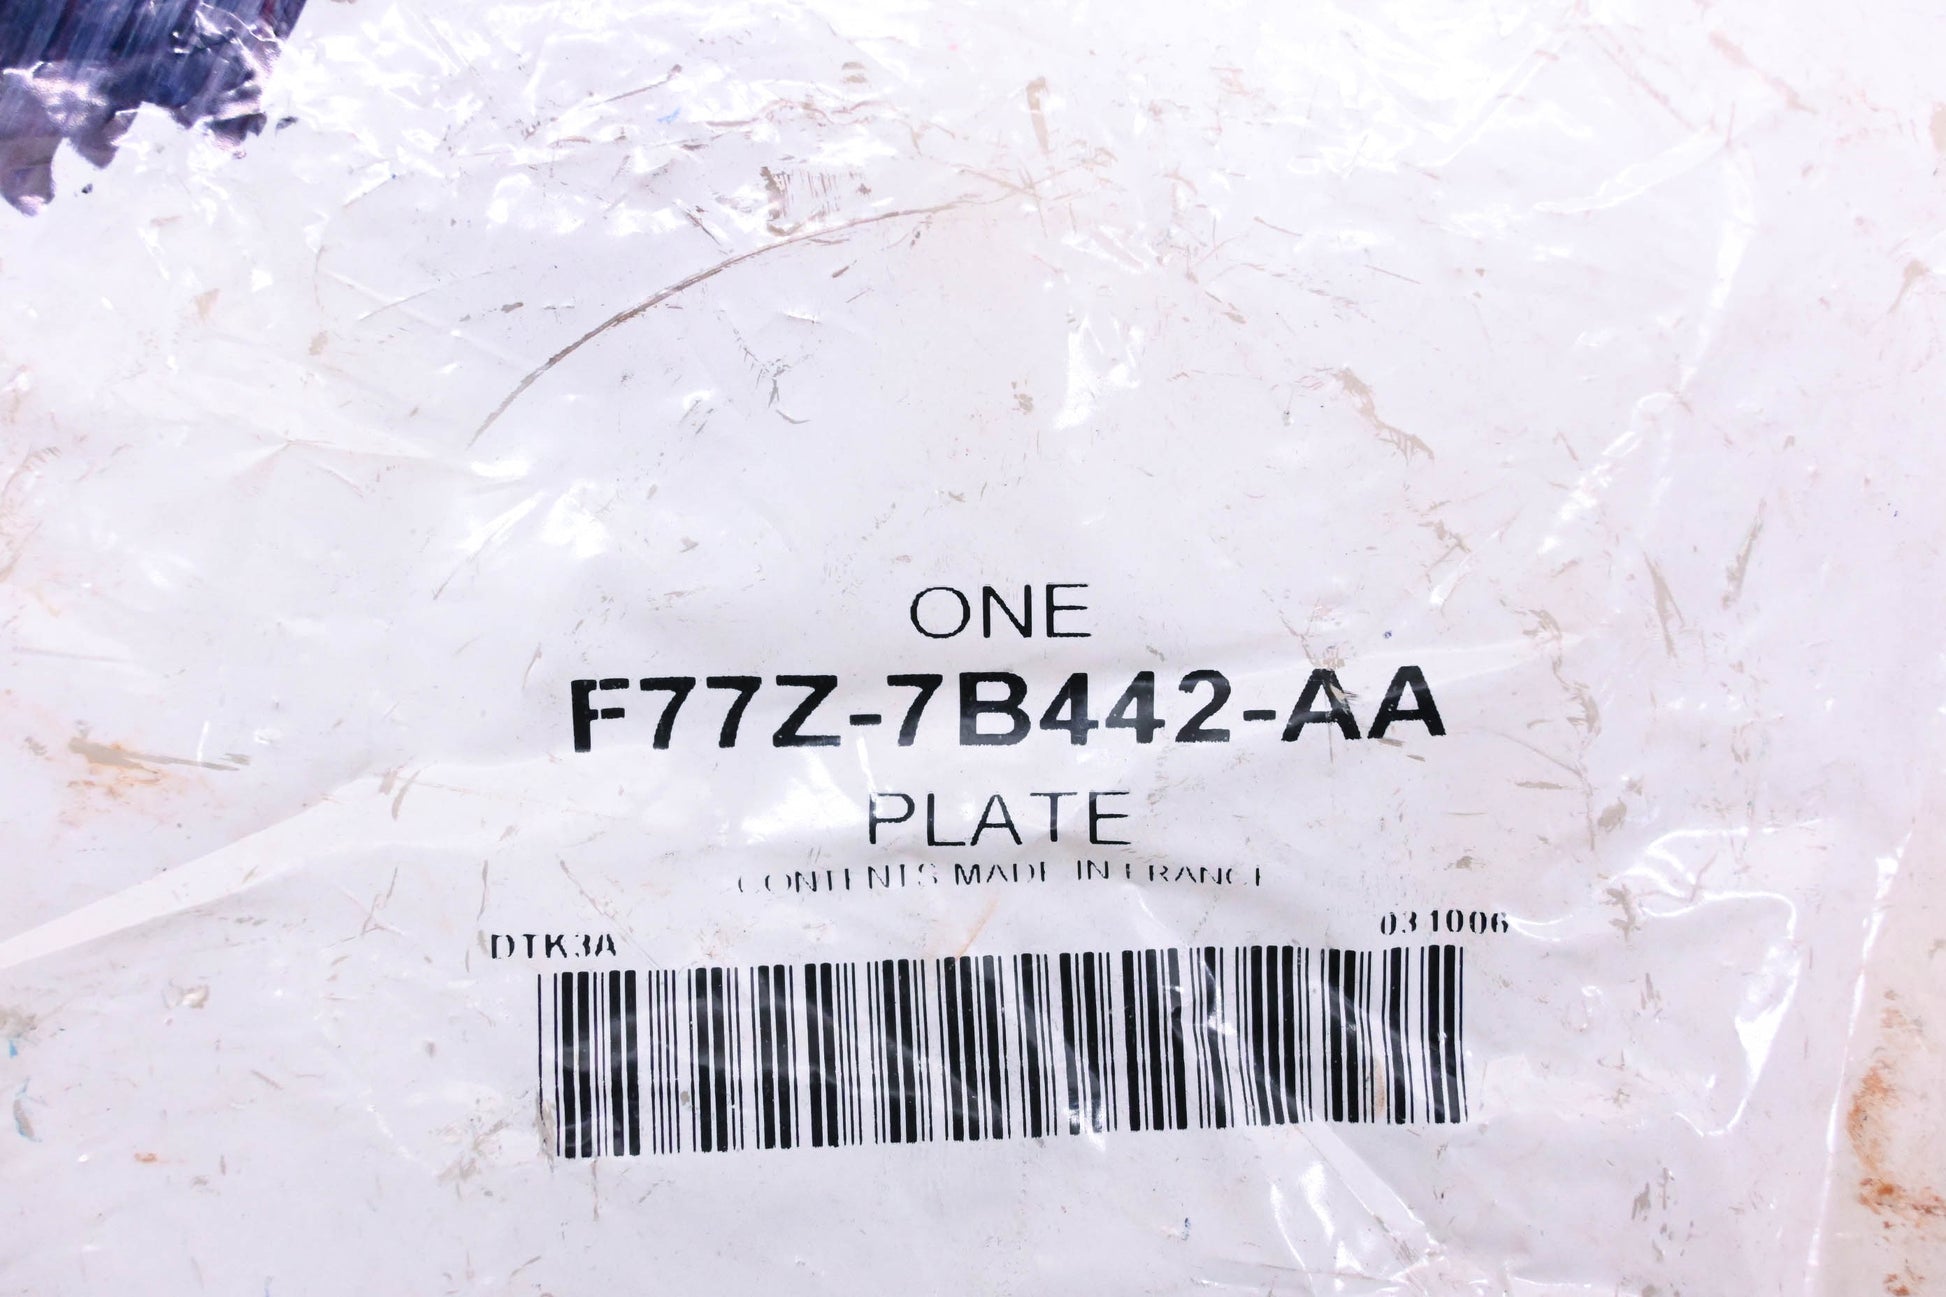 ONE
F77Z-7B442-AA
PLATE
CONTENTS MADE IN FRANCE
DTK3A
031006